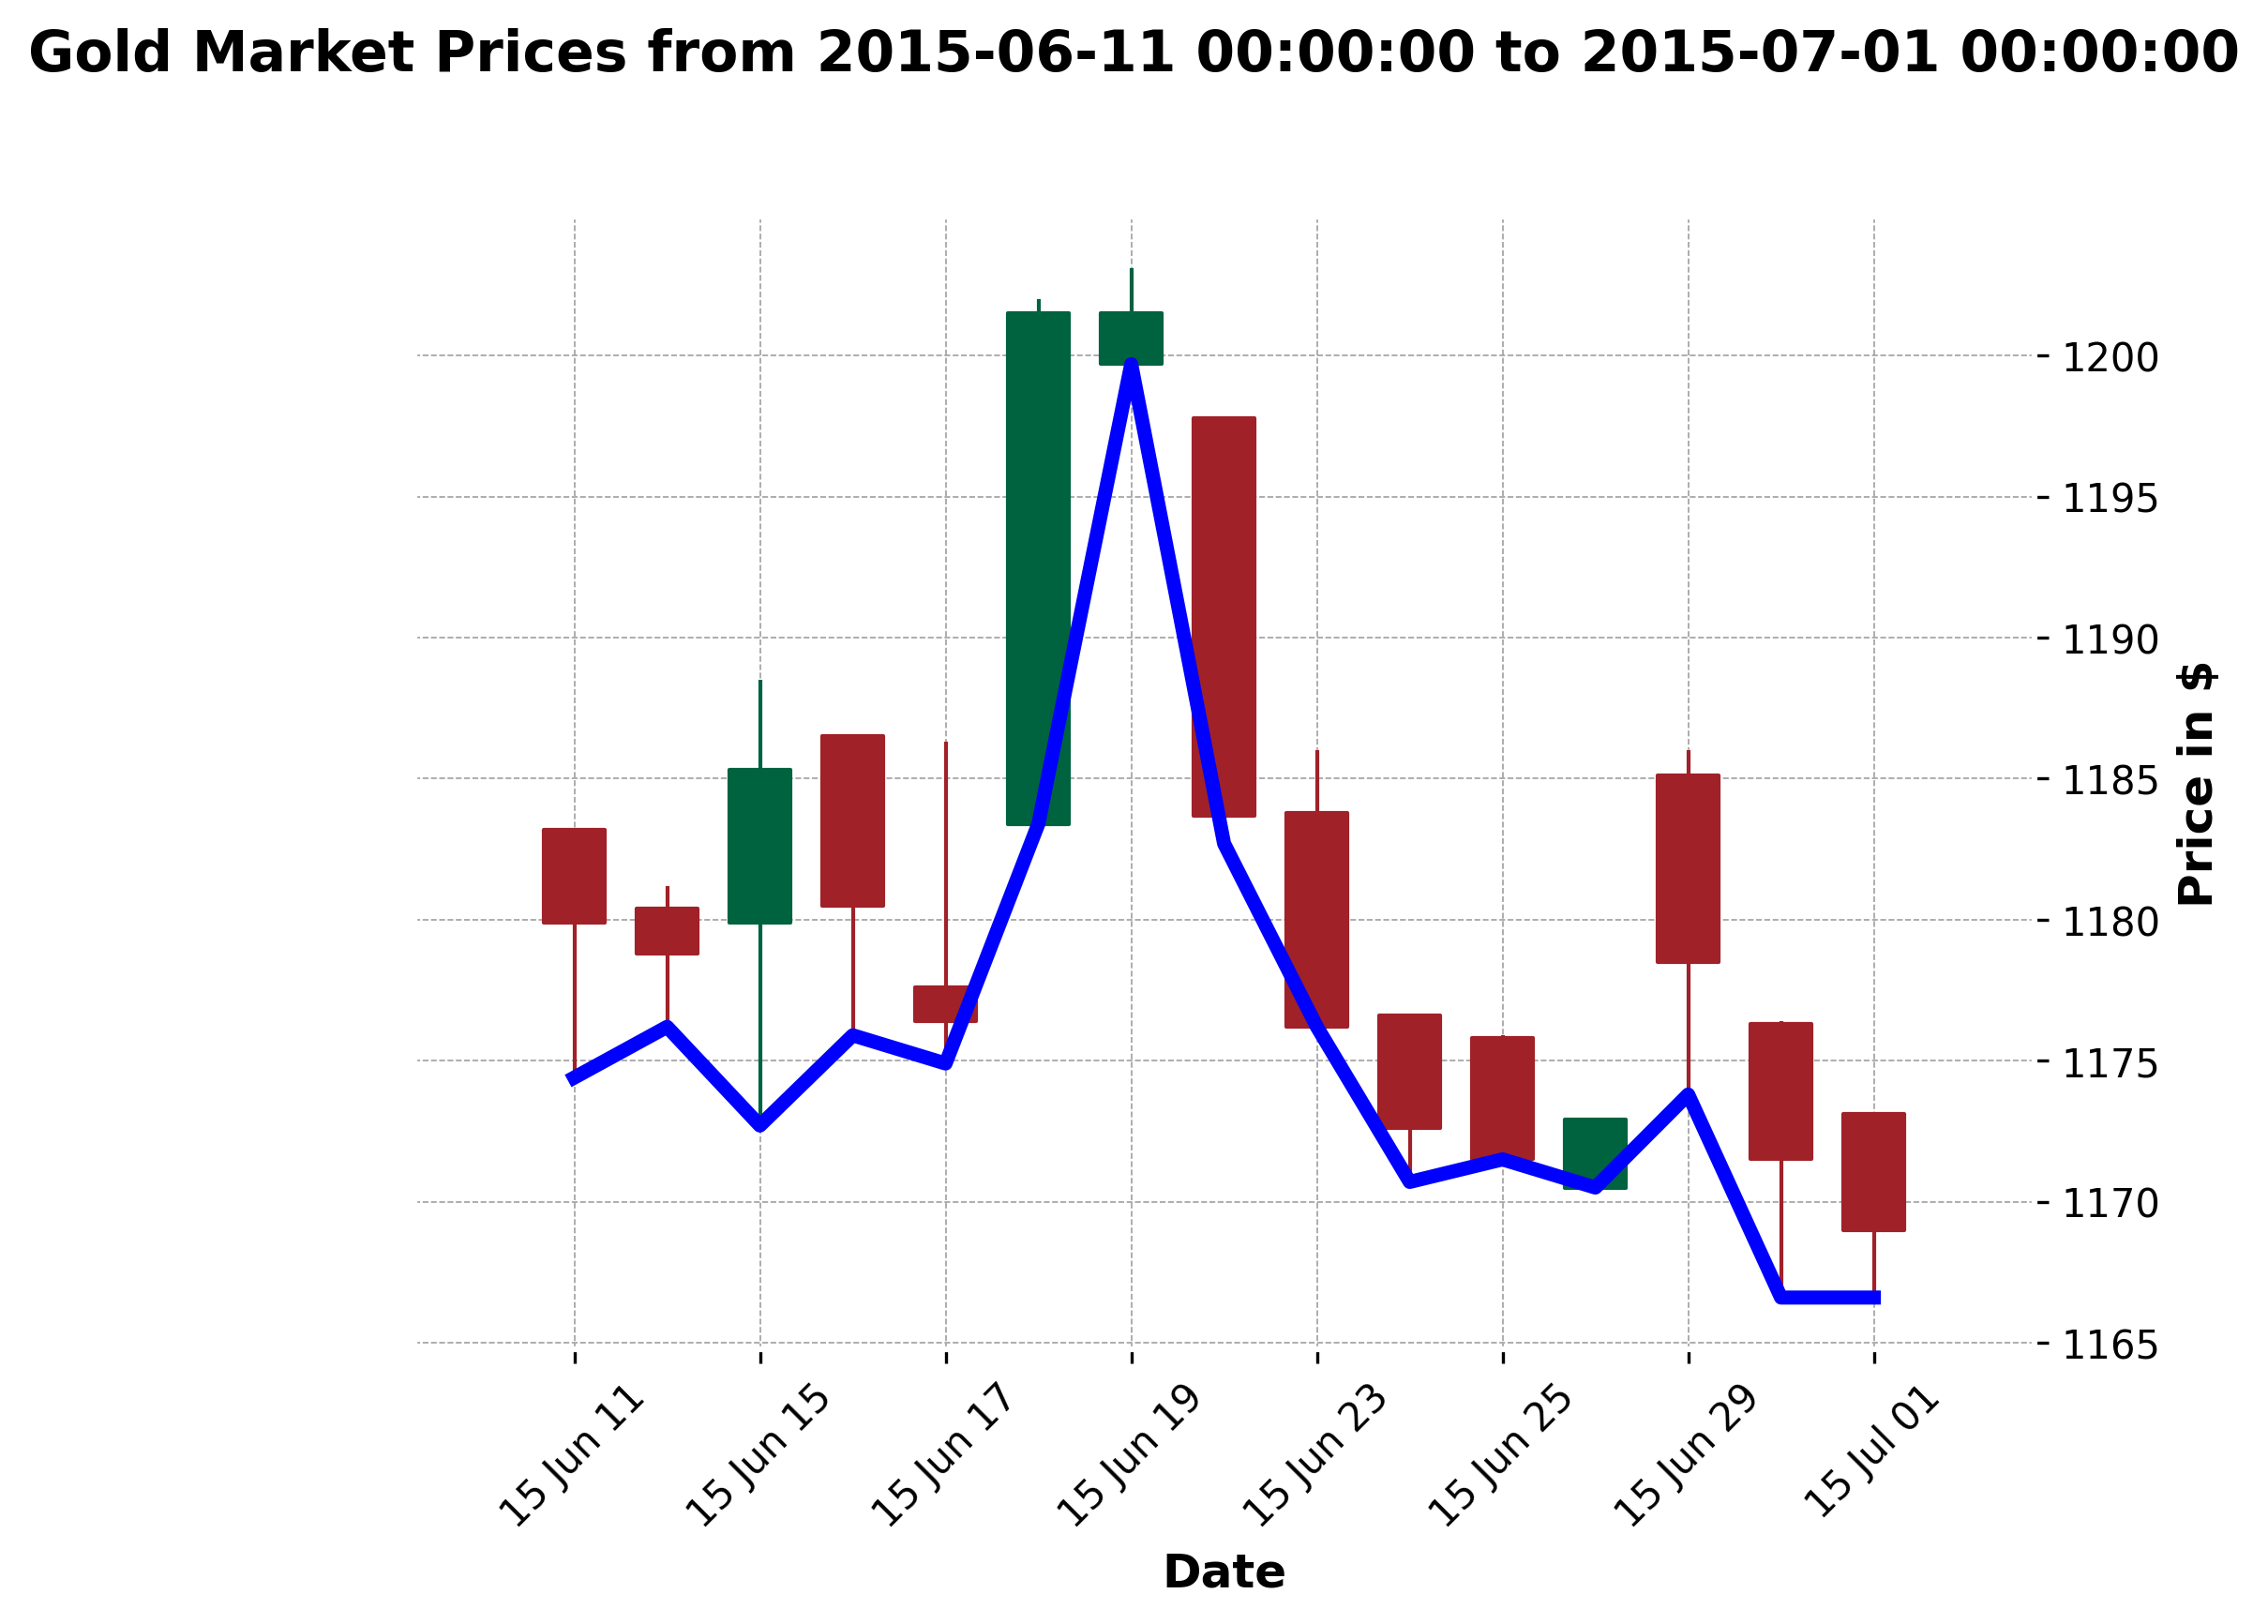 Gold Market Prices from 2015-06-11 00:00:00 to 2015-07-01 00:00:00
1200
1195
1190
1185
1180
1175
1170
1165
Price in $
15 Jun 11
15 Jun 15
15 Jun 17
15 Jun 19
15 Jun 23
15 Jun 25
15 Jun 29
15 Jul 01
Date